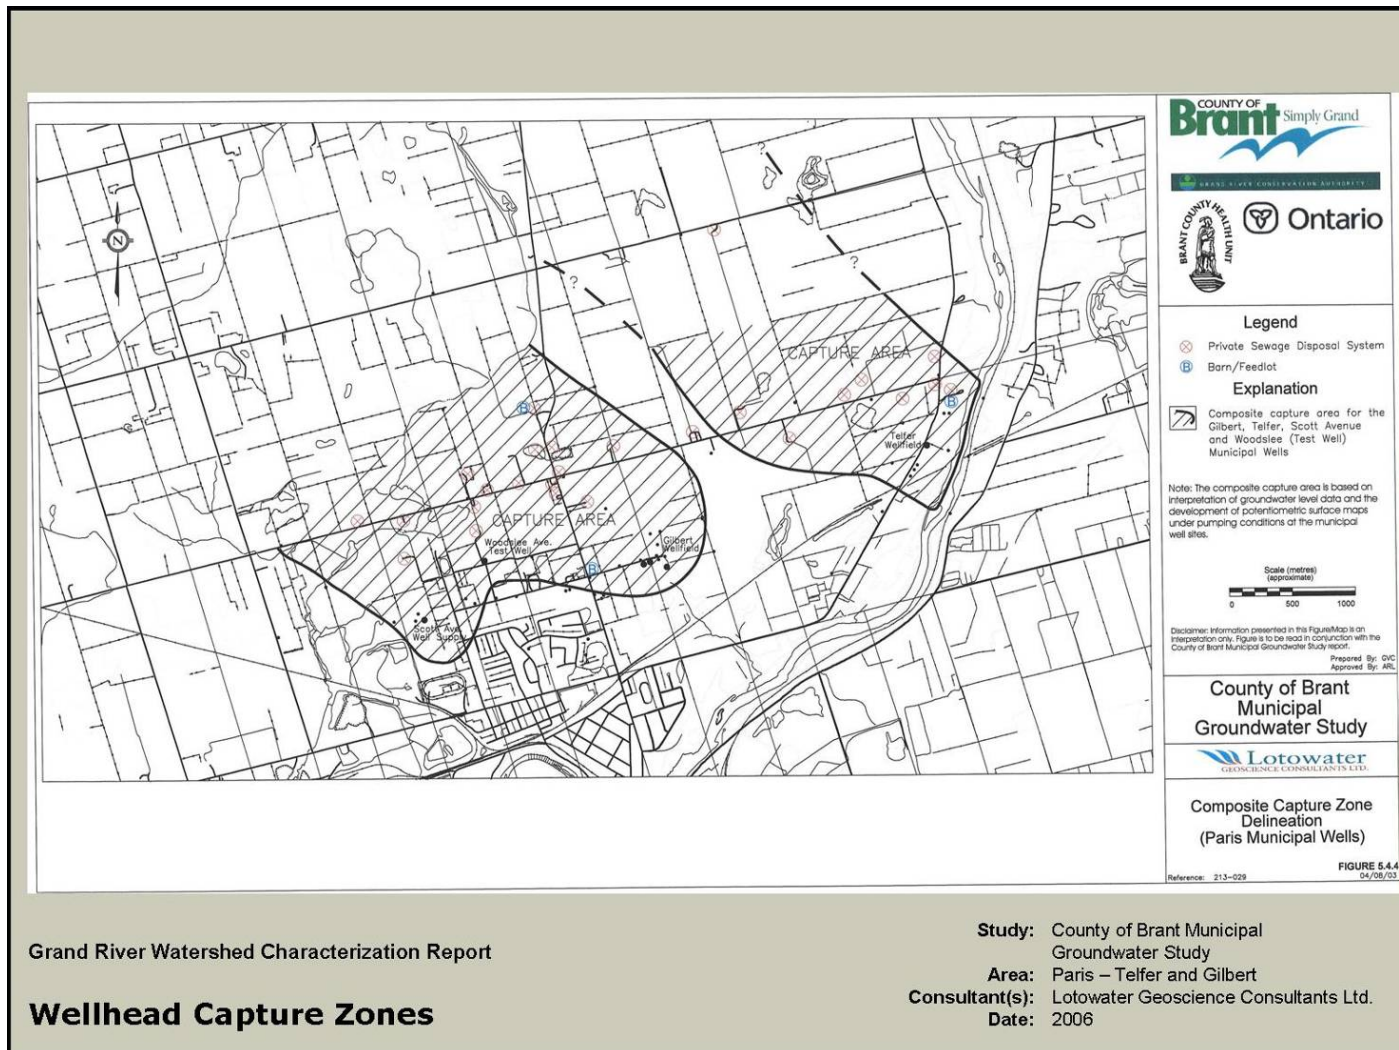 COUNTY OF
Brant Simply Grand
GRAND RIVER CONSERVATION AUTHORITY
BRANT COUNTY HEALTH UNIT
Ontario
N
?
?
?
CAPTURE AREA
Telfer
Wellfield
CAPTURE AREA
Woodslee Ave.
Test Well
Gilbert
Wellfield
Scott Ave.
Well Supply
B
B
B
Legend
Private Sewage Disposal System
B Barn/Feedlot
Explanation
Composite capture area for the
Gilbert, Telfer, Scott Avenue
and Woodslee (Test Well)
Municipal Wells
Note: The composite capture area is based on
interpretation of groundwater level data and the
development of potentiometric surface maps
under pumping conditions at the municipal
well sites.
Scale (metres)
(approximate)
0 500 1000
Disclaimer: Information presented in this Figure/Map is an
interpretation only. Figure is to be read in conjunction with the
County of Brant Municipal Groundwater Study report.
Prepared By: GVC
Approved By: ARL
County of Brant
Municipal
Groundwater Study
Lotowater
GEOSCIENCE CONSULTANTS LTD.
Composite Capture Zone
Delineation
(Paris Municipal Wells)
FIGURE 5.4.4
Reference: 213-029 04/08/03
Grand River Watershed Characterization Report
Wellhead Capture Zones
Study: County of Brant Municipal
Groundwater Study
Area: Paris – Telfer and Gilbert
Consultant(s): Lotowater Geoscience Consultants Ltd.
Date: 2006